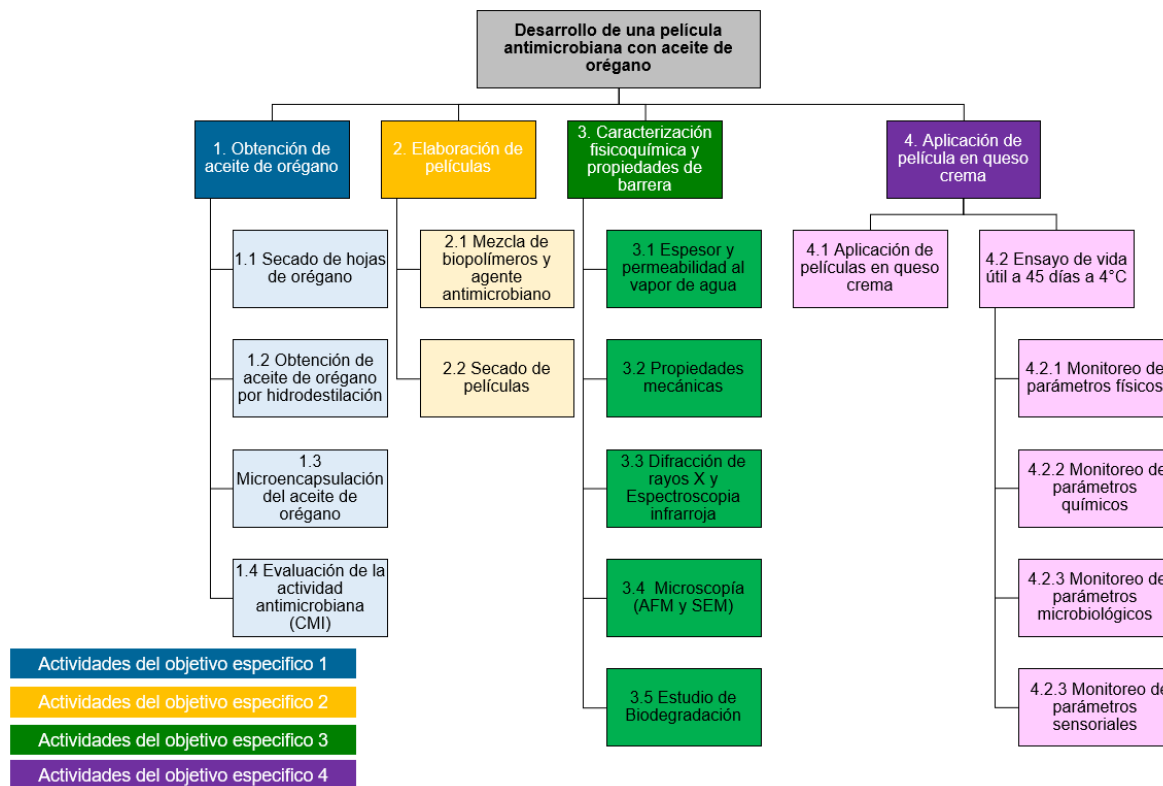 Desarrollo de una película
antimicrobiana con aceite de
orégano
1. Obtención de
aceite de orégano
2. Elaboración de
películas
3. Caracterización
fisicoquímica y
propiedades de
barrera
4. Aplicación de
película en queso
crema
1.1 Secado de hojas
de orégano
1.2 Obtención de
aceite de orégano
por hidrodestilación
1.3
Microencapsulación
del aceite de
orégano
1.4 Evaluación de la
actividad
antimicrobiana
(CMI)
2.1 Mezcla de
biopolímeros y
agente
antimicrobiano
2.2 Secado de
películas
3.1 Espesor y
permeabilidad al
vapor de agua
3.2 Propiedades
mecánicas
3.3 Difracción de
rayos X y
Espectroscopia
infrarroja
3.4 Microscopía
(AFM y SEM)
3.5 Estudio de
Biodegradación
4.1 Aplicación de
películas en queso
crema
4.2 Ensayo de vida
útil a 45 días a 4°C
4.2.1 Monitoreo de
parámetros físicos
4.2.2 Monitoreo de
parámetros
químicos
4.2.3 Monitoreo de
parámetros
microbiológicos
4.2.3 Monitoreo de
parámetros
sensoriales
Actividades del objetivo especifico 1
Actividades del objetivo especifico 2
Actividades del objetivo especifico 3
Actividades del objetivo especifico 4